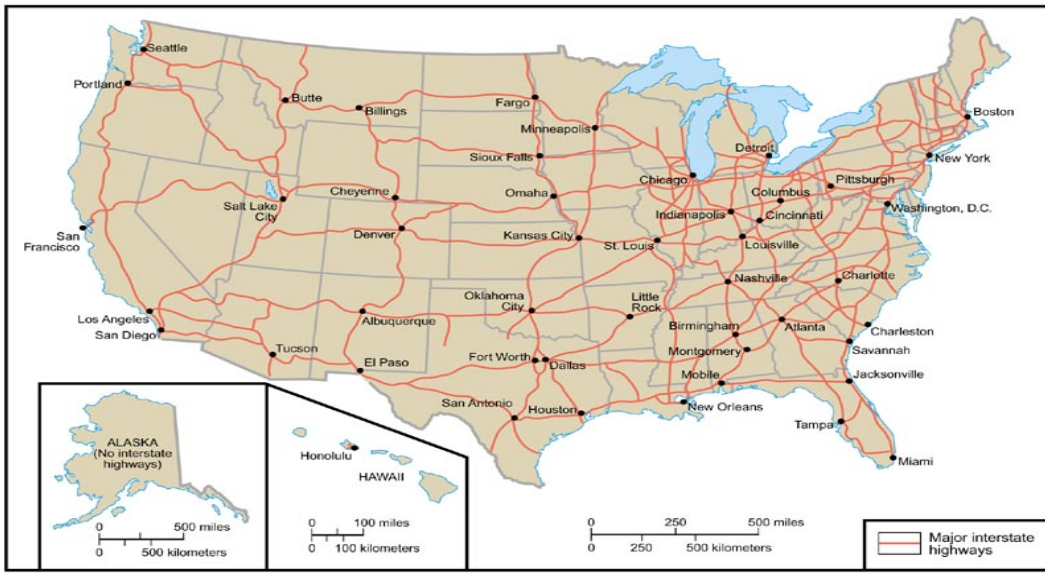 Seattle
Portland
Butte
Billings
Fargo
Minneapolis
Boston
Sioux Falls
Detroit
New York
Chicago
Pittsburgh
Cheyenne
Omaha
Columbus
Salt Lake
City
Indianapolis
Cincinnati
Washington, D.C.
San
Francisco
Denver
Kansas City
St. Louis
Louisville
Nashville
Charlotte
Oklahoma
City
Little
Rock
Los Angeles
San Diego
Albuquerque
Birmingham
Atlanta
Charleston
Tucson
El Paso
Fort Worth
Dallas
Montgomery
Savannah
Mobile
Jacksonville
San Antonio
Houston
New Orleans
Tampa
Miami
ALASKA
(No interstate
highways)
0 500 miles
0 500 kilometers
Honolulu
HAWAII
0 100 miles
0 100 kilometers
0 250 500 miles
0 250 500 kilometers
Major interstate
highways